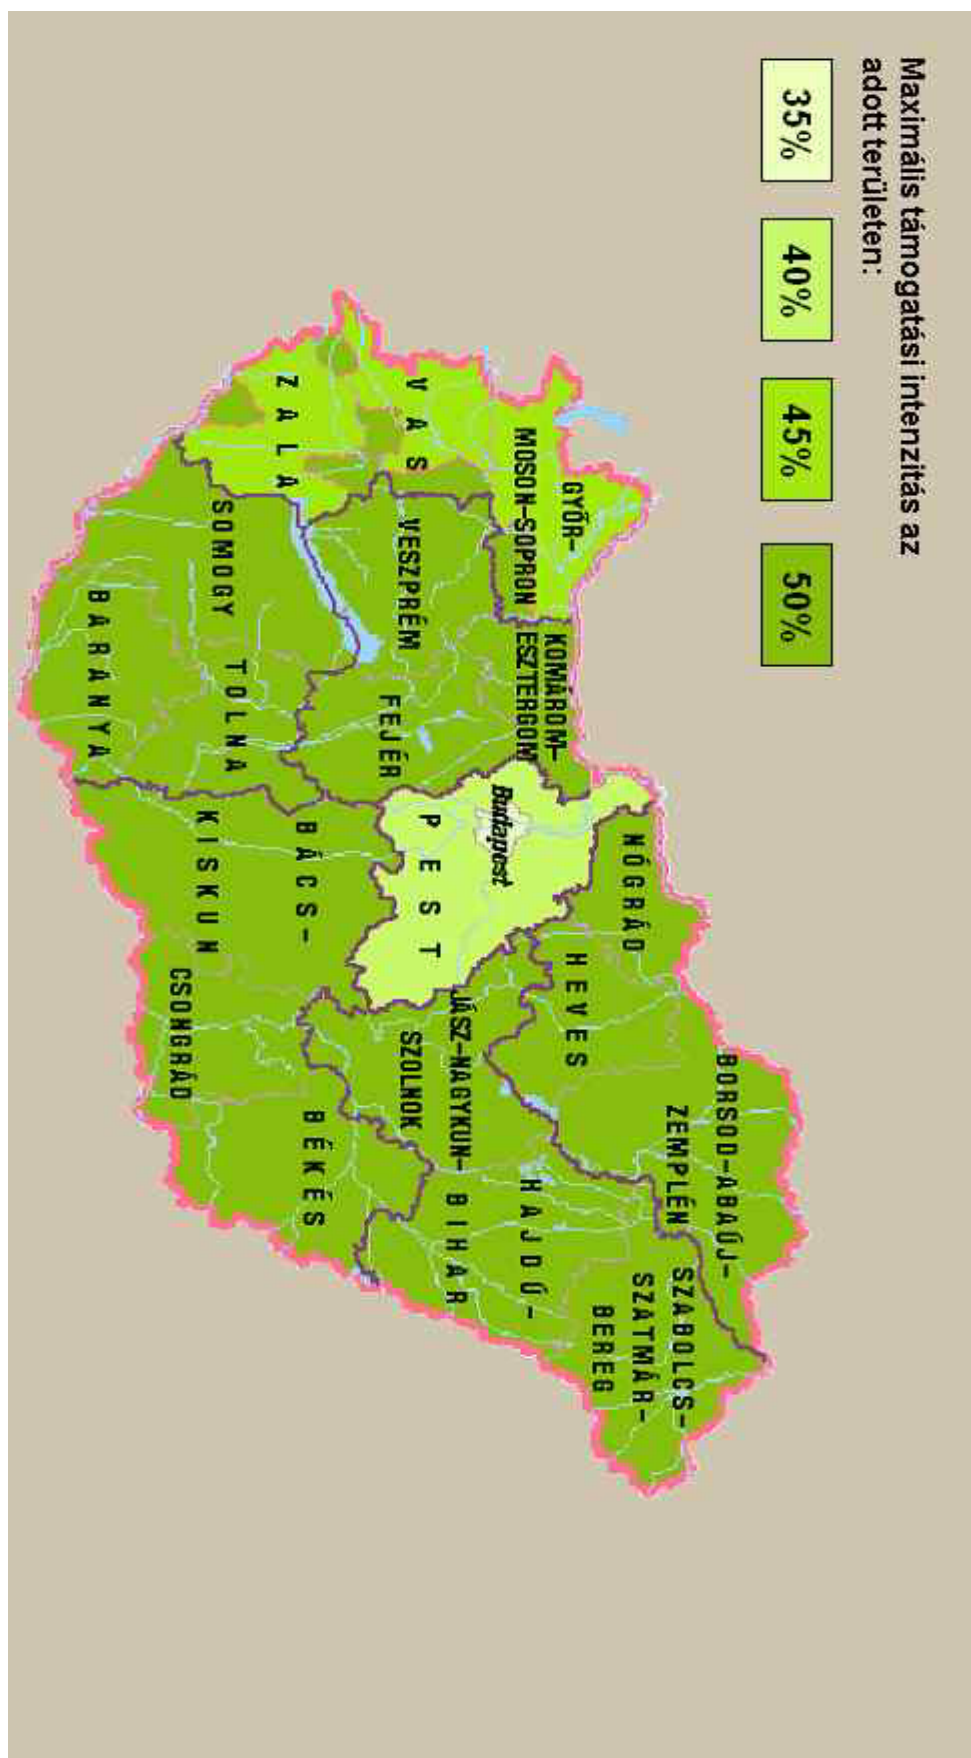 Maximális támogatási intenzitás az
adott területen:
35%
40%
45%
50%
GYŐR-
MOSON-SOPRON
KOMÁROM-
ESZTERGOM
VAS
VESZPRÉM
FEJÉR
ZALA
SOMOGY
TOLNA
BARANYA
Budapest
PEST
NÓGRÁD
HEVES
BORSOD-ABAÚJ-
ZEMPLÉN
SZABOLCS-
SZATMÁR-
BEREG
HAJDÚ-
BIHAR
JÁSZ-NAGYKUN-
SZOLNOK
BÁCS-
KISKUN
CSONGRÁD
BÉKÉS